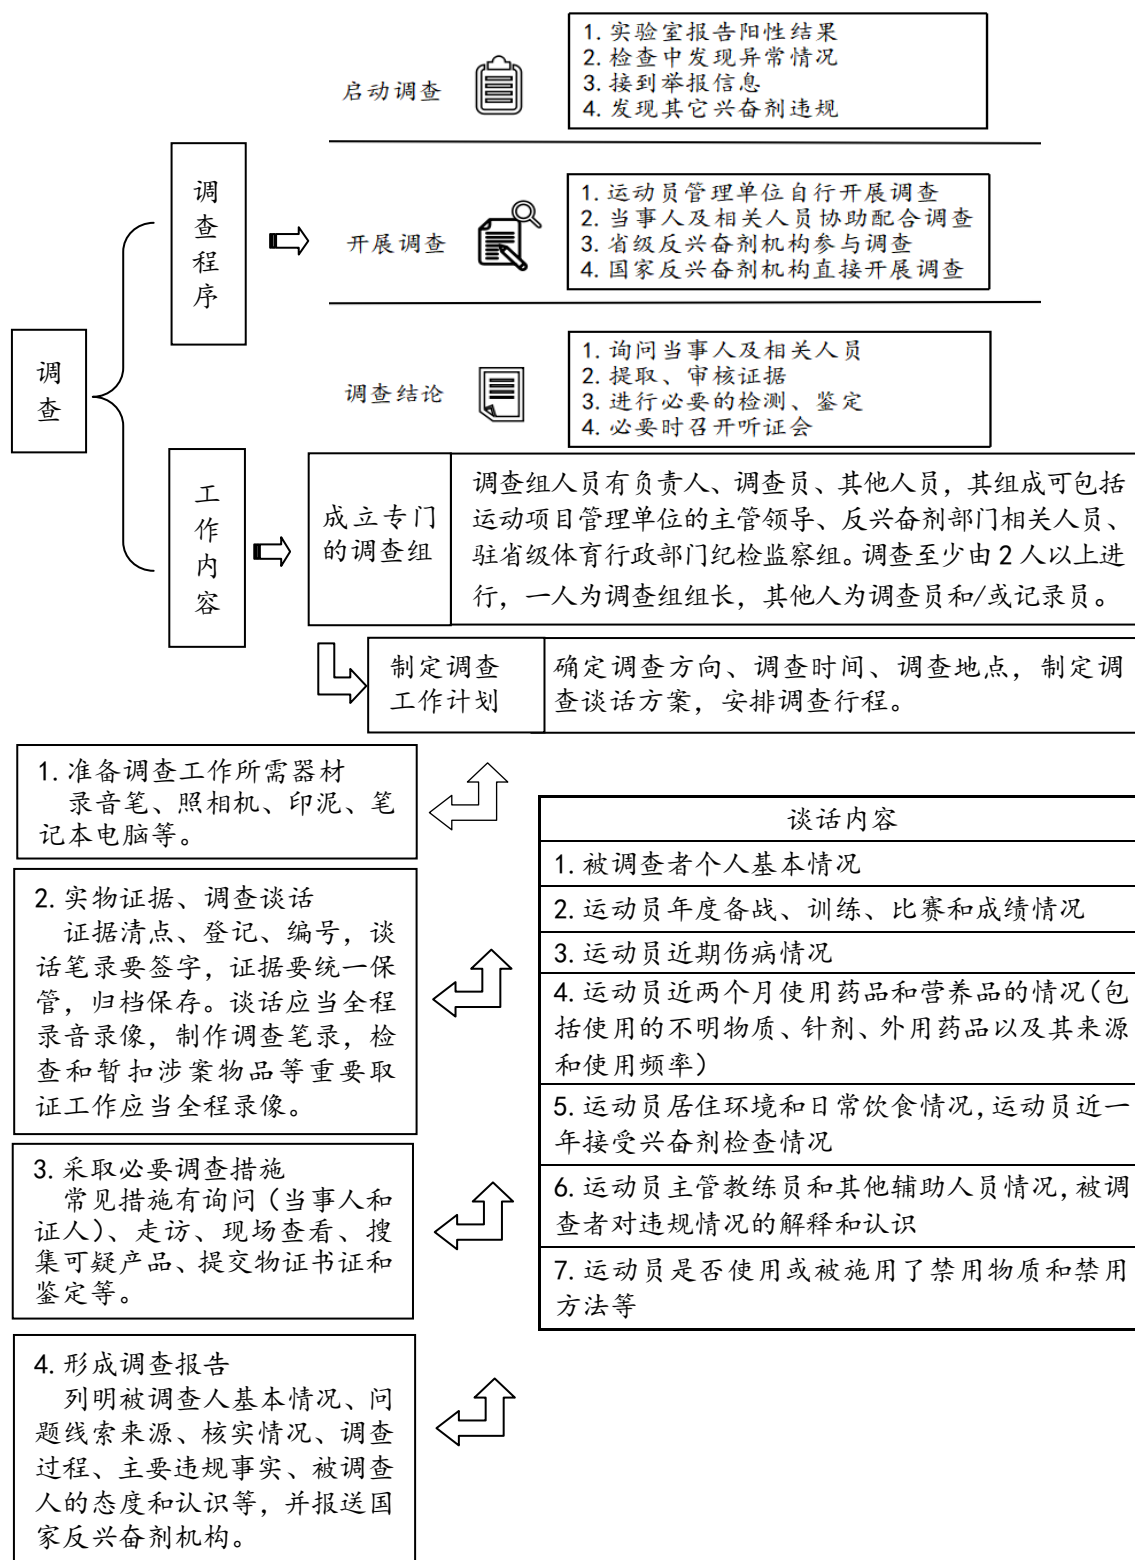 启动调查
1.实验室报告阳性结果
2.检查中发现异常情况
3.接到举报信息
4.发现其它兴奋剂违规
调查程序
开展调查
1.运动员管理单位自行开展调查
2.当事人及相关人员协助配合调查
3.省级反兴奋剂机构参与调查
4.国家反兴奋剂机构直接开展调查
调查
调查结论
1.询问当事人及相关人员
2.提取、审核证据
3.进行必要的检测、鉴定
4.必要时召开听证会
工作内容
成立专门
的调查组
调查组人员有负责人、调查员、其他人员，其组成可包括
运动项目管理单位的主管领导、反兴奋剂部门相关人员、
驻省级体育行政部门纪检监察组。调查至少由2人以上进
行，一人为调查组组长，其他人为调查员和/或记录员。
制定调查
工作计划
确定调查方向、调查时间、调查地点，制定调
查谈话方案，安排调查行程。
1.准备调查工作所需器材
录音笔、照相机、印泥、笔
记本电脑等。
2.实物证据、调查谈话
证据清点、登记、编号，谈
话笔录要签字，证据要统一保
管，归档保存。谈话应当全程
录音录像，制作调查笔录，检
查和暂扣涉案物品等重要取
证工作应当全程录像。
3.采取必要调查措施
常见措施有询问（当事人和
证人）、走访、现场查看、搜
集可疑产品、提交物证书证和
鉴定等。
4.形成调查报告
列明被调查人基本情况、问
题线索来源、核实情况、调查
过程、主要违规事实、被调查
人的态度和认识等，并报送国
家反兴奋剂机构。
谈话内容
1.被调查者个人基本情况
2.运动员年度备战、训练、比赛和成绩情况
3.运动员近期伤病情况
4.运动员近两个月使用药品和营养品的情况（包
括使用的不明物质、针剂、外用药品以及其来源
和使用频率）
5.运动员居住环境和日常饮食情况,运动员近一
年接受兴奋剂检查情况
6.运动员主管教练员和其他辅助人员情况,被调
查者对违规情况的解释和认识
7.运动员是否使用或被施用了禁用物质和禁用
方法等